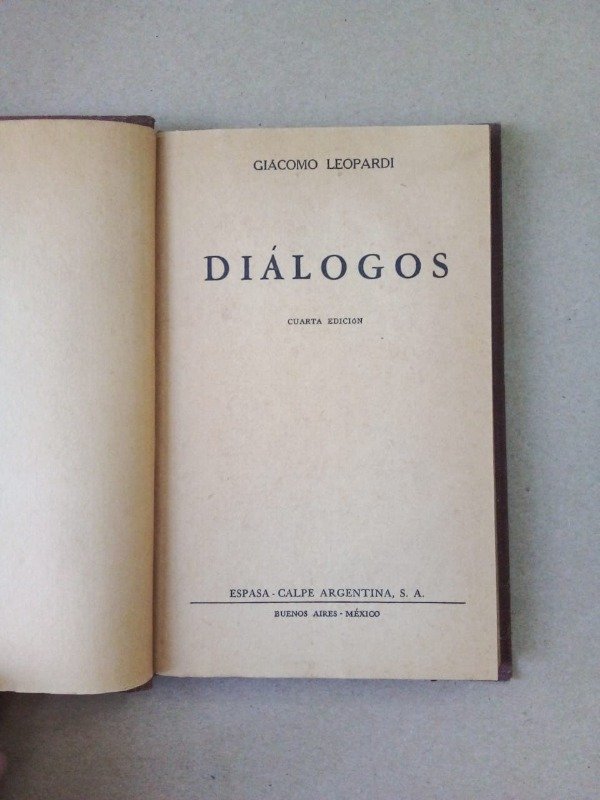 GIÁCOMO LEOPARDI
DIÁLOGOS
CUARTA EDICIÓN
ESPASA - CALPE ARGENTINA, S. A.
BUENOS AIRES - MÉXICO